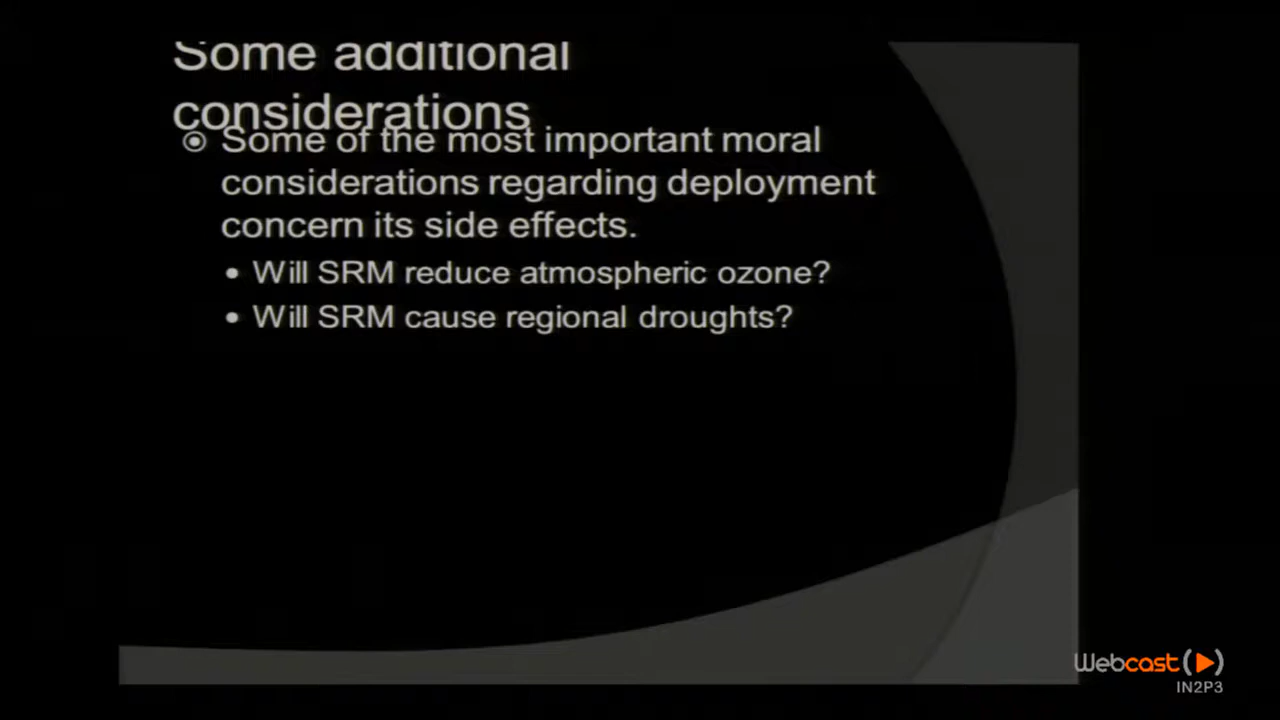 Some additional
considerations
Some of the most important moral
considerations regarding deployment
concern its side effects.
• Will SRM reduce atmospheric ozone?
• Will SRM cause regional droughts?
Webcast
IN2P3